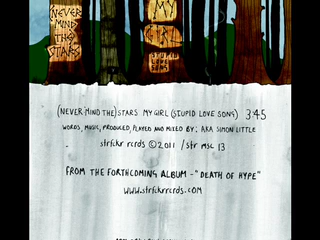 (NEVER
MIND
THE
STARS
MY
GIRL
STUPID
LOVE
SONG
(NEVER MIND THE) STARS MY GIRL (STUPID LOVE SONG) 3:45
WORDS, MUSIC, PRODUCED, PLAYED AND MIXED BY: AKA SIMON LITTLE
strfckr rcrds © 2011 / str msc 13
FROM THE FORTHCOMING ALBUM - "DEATH OF HYPE"
www.strfckrrcrds.com